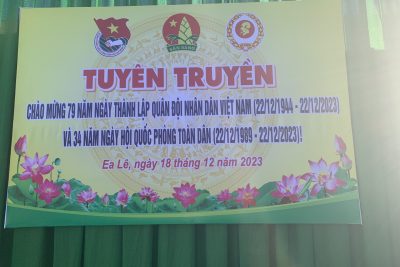 TUYÊN TRUYỀN
CHÀO MỪNG 79 NĂM NGÀY THÀNH LẬP QUÂN ĐỘI NHÂN DÂN VIỆT NAM (22/12/1944 - 22/12/2023)
VÀ 34 NĂM NGÀY HỘI QUỐC PHÒNG TOÀN DÂN (22/12/1989 - 22/12/2023)!
Ea Lê, ngày 18 tháng 12 năm 2023